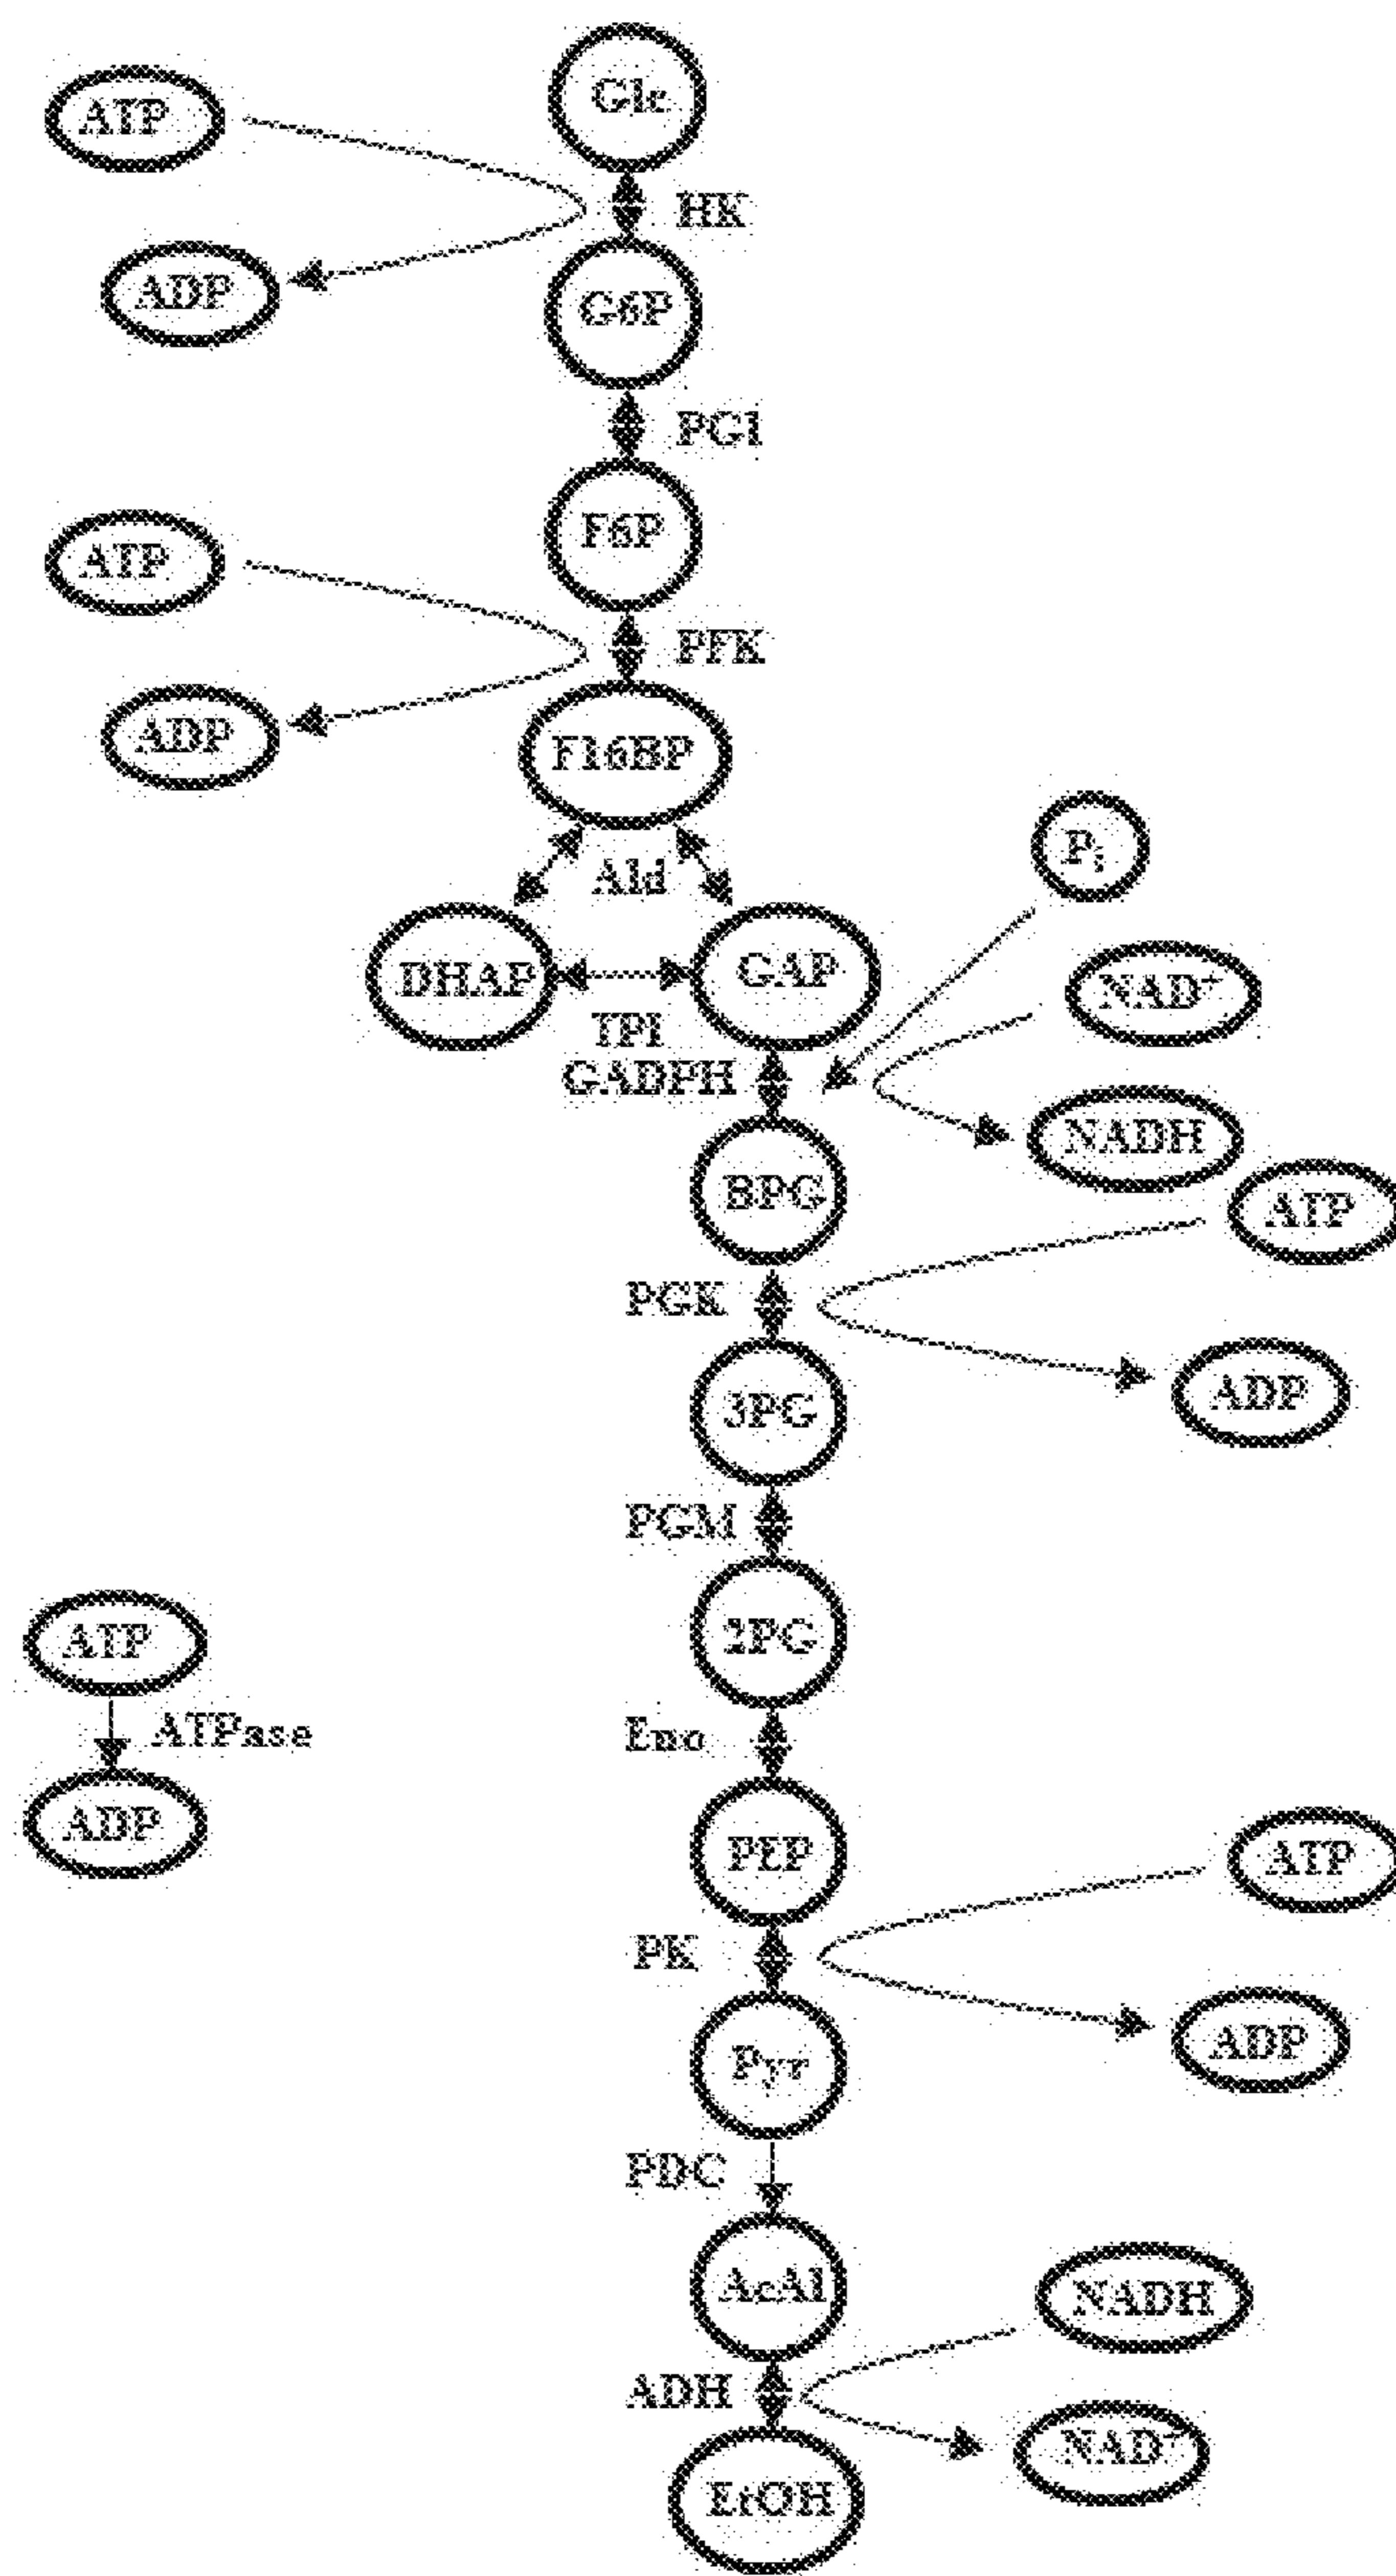 Glc
ATP
HK
ADP
G6P
PGI
F6P
ATP
PFK
ADP
F16BP
Ald
Pi
DHAP
GAP
NAD+
TPI
GADPH
NADH
BPG
ATP
PGK
ADP
3PG
PGM
2PG
ATP
ATPase
ADP
Eno
PEP
ATP
PK
ADP
Pyr
PDC
AcAl
NADH
ADH
NAD+
EtOH